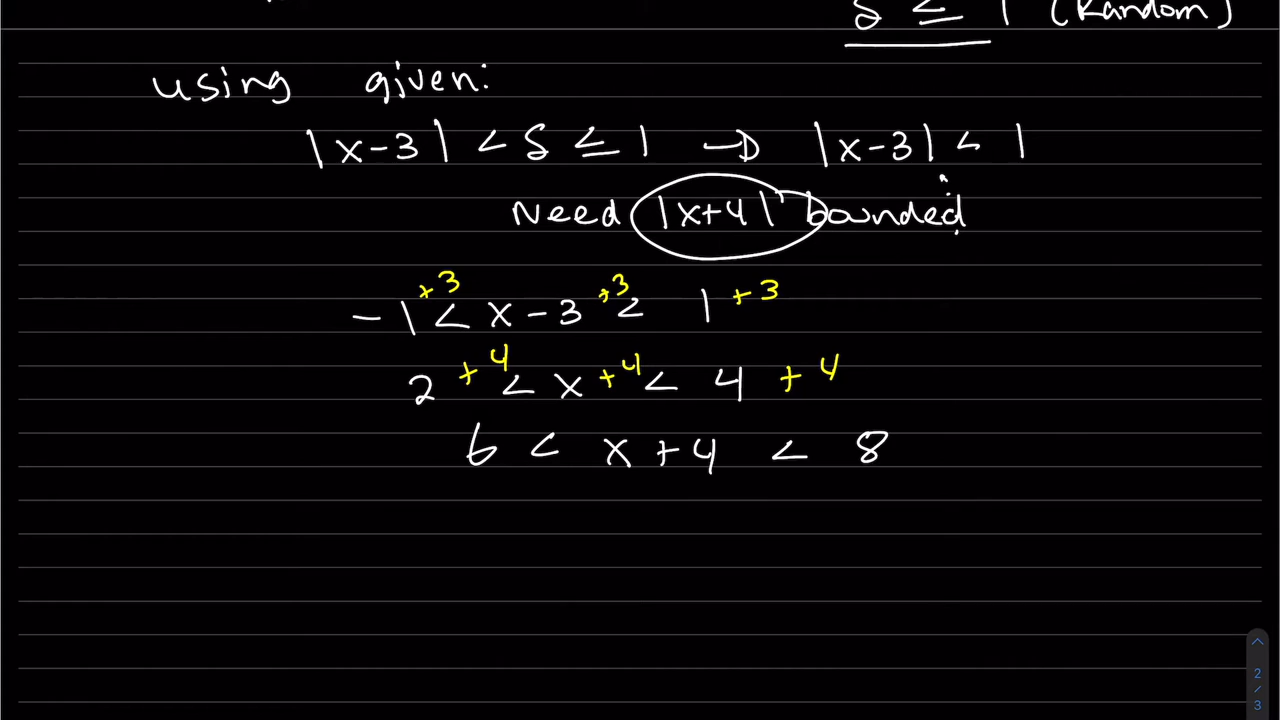 δ ≤ 1 (Random)
using given:
|x-3| < δ ≤ 1 → |x-3| < 1
Need |x+4| bounded
-1 +3 < x-3 +3 < 1 +3
2 +4 < x +4 < 4 +4
6 < x+4 < 8
2
/
3